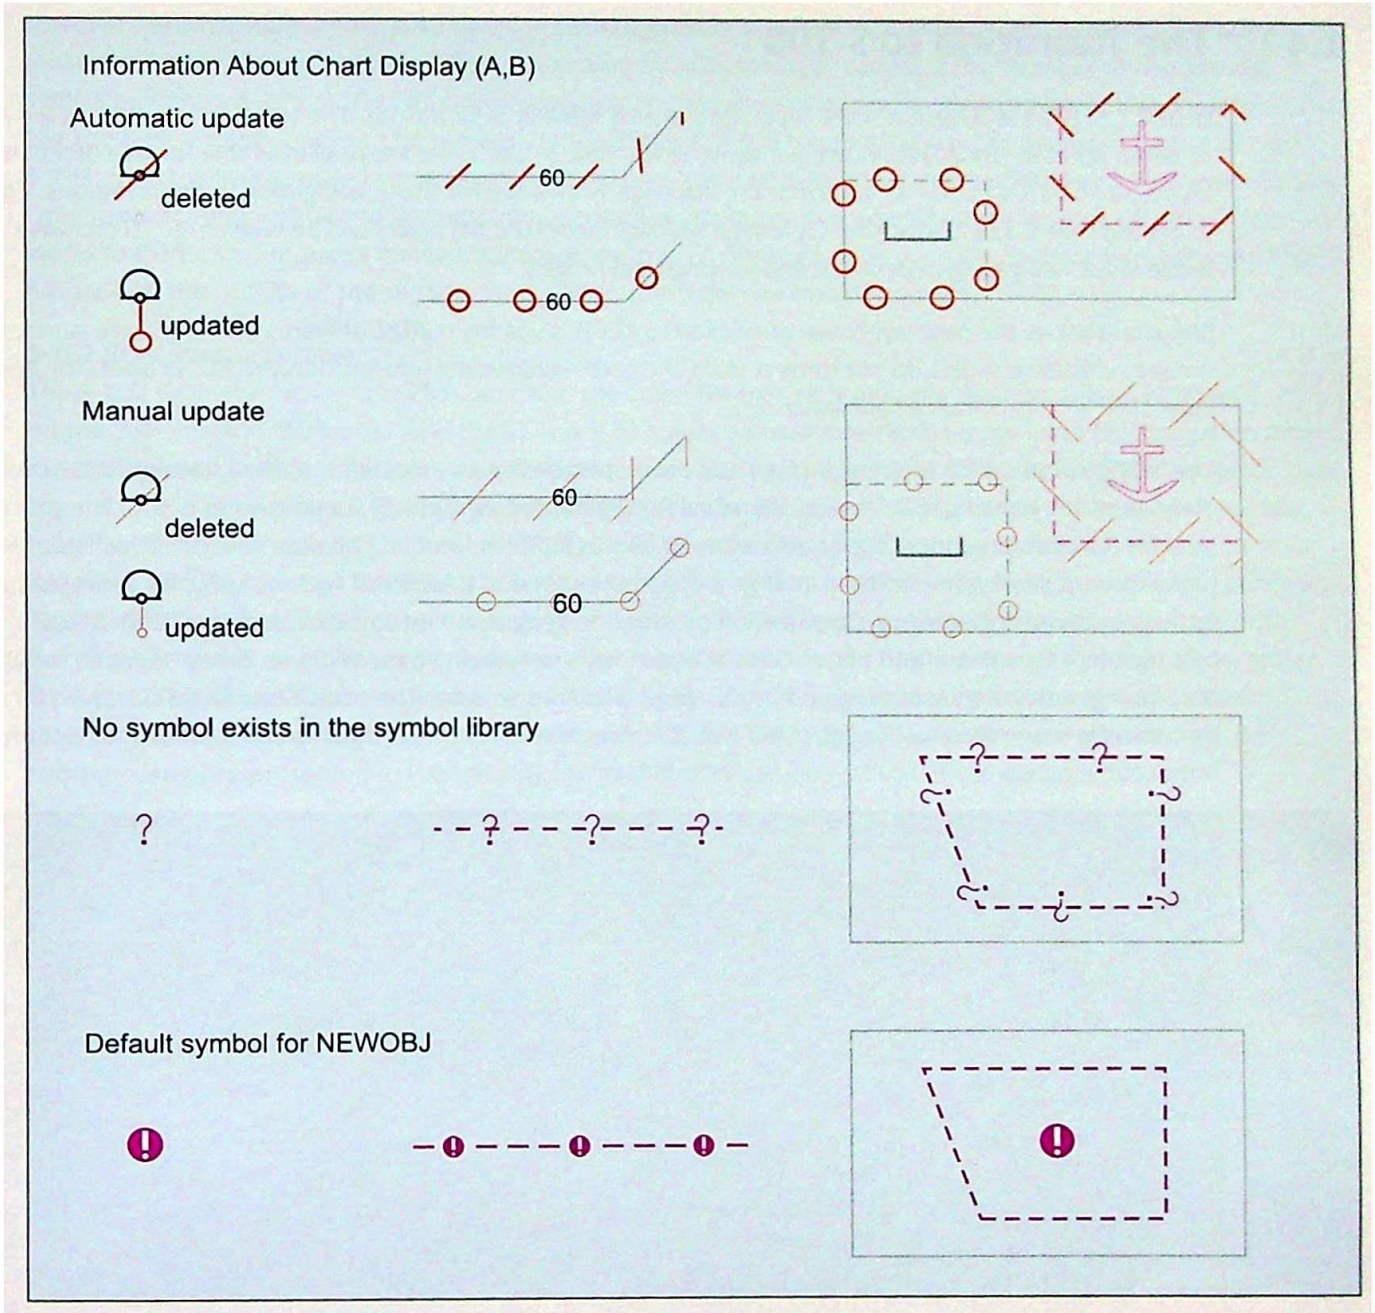 Information About Chart Display (A,B)
Automatic update
deleted
60
updated
60
Manual update
deleted
60
updated
60
No symbol exists in the symbol library
?
? ? ?
? ?
? ?
? ? ?
Default symbol for NEWOBJ
!
! ! !
!